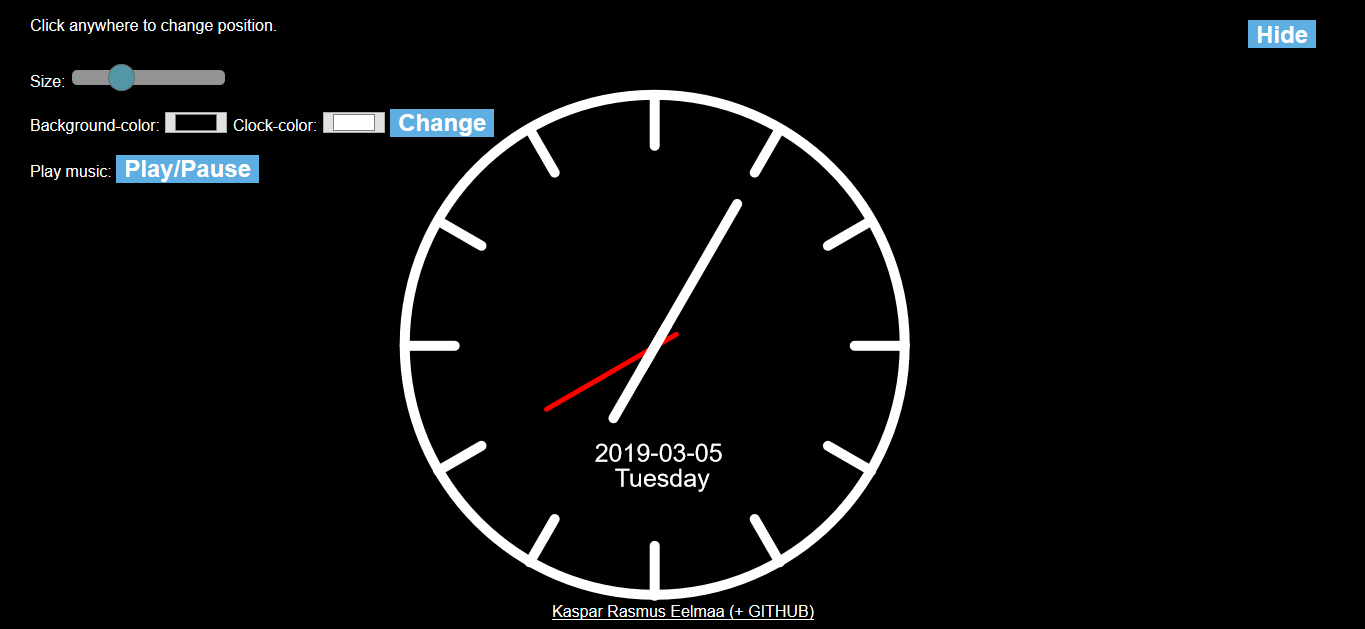 Click anywhere to change position.
Hide
Size:
Background-color: Clock-color: Change
Play music: Play/Pause
2019-03-05
Tuesday
Kaspar Rasmus Eelmaa (+ GITHUB)